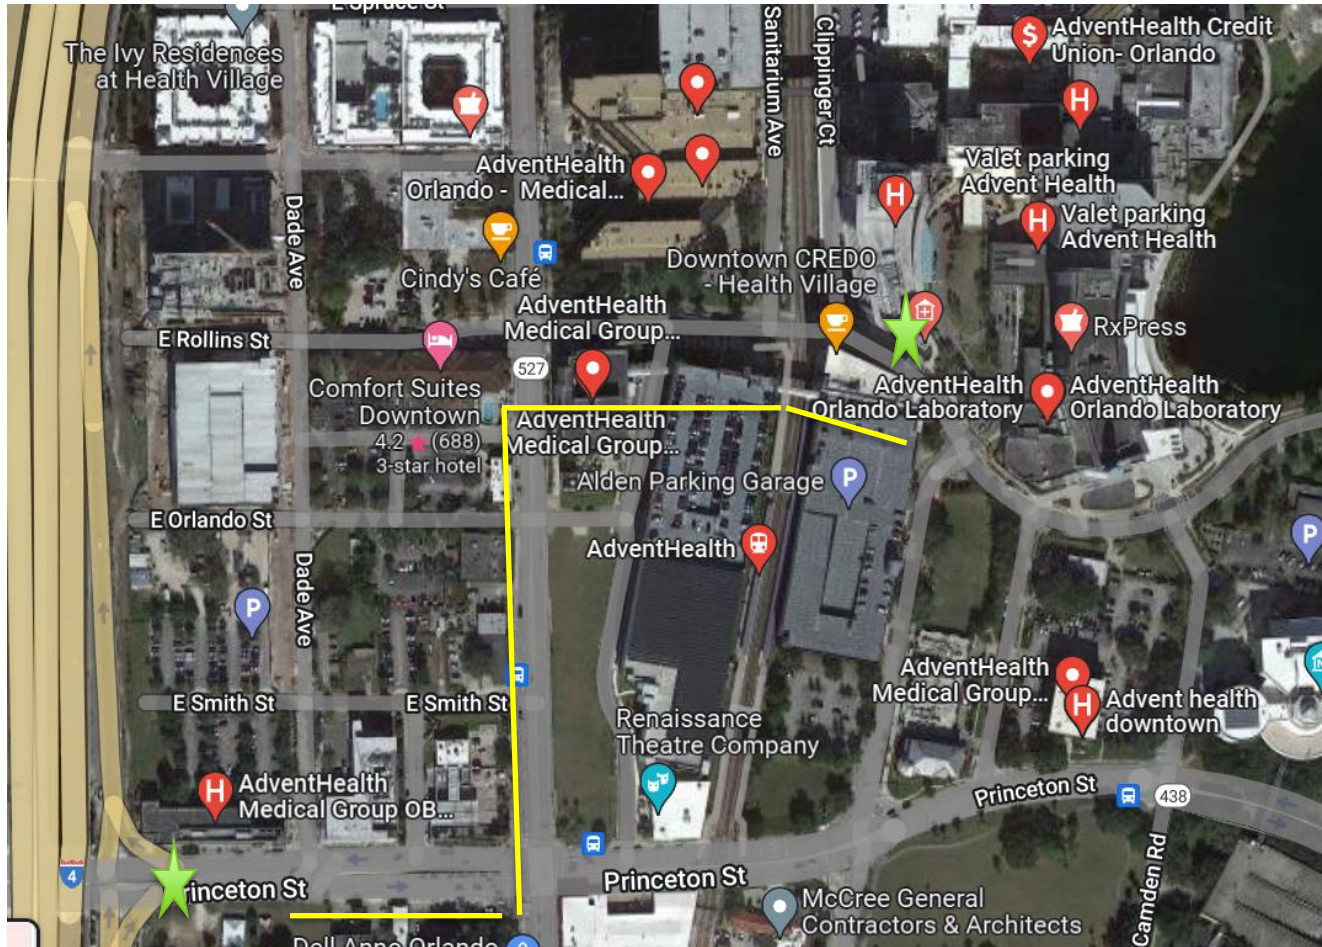 E Spruce St
The Ivy Residences
at Health Village
Sanitarium Ave
Clippinger Ct
$
AdventHealth Credit
Union- Orlando
H
AdventHealth
Orlando - Medical...
Valet parking
Advent Health
H
H
Valet parking
Advent Health
Dade Ave
Cindy's Café
Downtown CREDO
- Health Village
AdventHealth
Medical Group...
RxPress
E Rollins St
527
Comfort Suites
Downtown
4.2 ★ (688)
3-star hotel
AdventHealth
Medical Group...
AdventHealth
Orlando Laboratory
AdventHealth
Orlando Laboratory
Alden Parking Garage
P
E Orlando St
AdventHealth
P
Dade Ave
P
E Smith St
E Smith St
AdventHealth
Medical Group...
H
Advent health
downtown
Renaissance
Theatre Company
H
AdventHealth
Medical Group OB...
Princeton St
438
4
rinceton St
Princeton St
McCree General
Contractors & Architects
Camden Rd